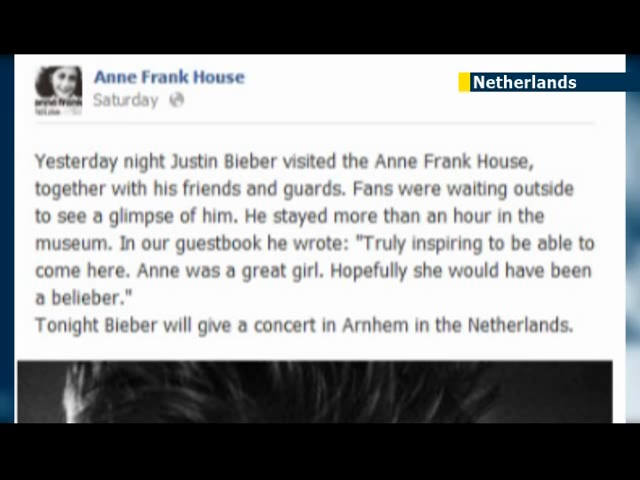 Anne Frank House
Netherlands
Saturday
anne frank
house
Yesterday night Justin Bieber visited the Anne Frank House,
together with his friends and guards. Fans were waiting outside
to see a glimpse of him. He stayed more than an hour in the
museum. In our guestbook he wrote: "Truly inspiring to be able to
come here. Anne was a great girl. Hopefully she would have been
a belieber."
Tonight Bieber will give a concert in Arnhem in the Netherlands.